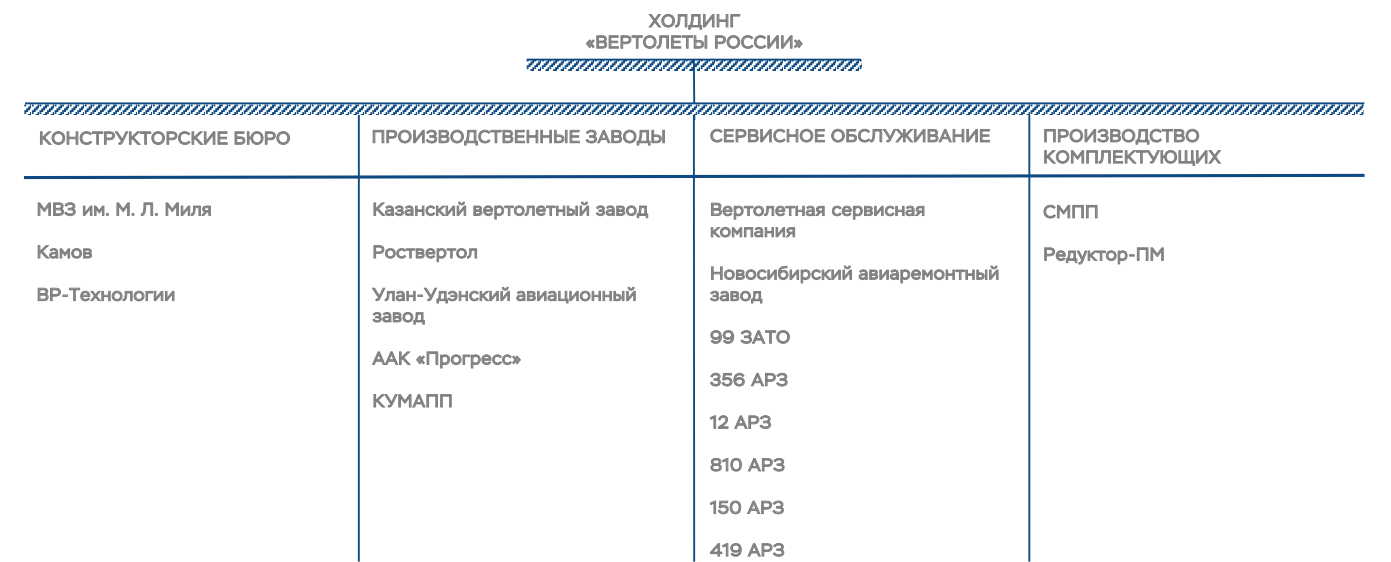 ХОЛДИНГ
«ВЕРТОЛЕТЫ РОССИИ»
КОНСТРУКТОРСКИЕ БЮРО
МВЗ им. М. Л. Миля
Камов
ВР-Технологии
ПРОИЗВОДСТВЕННЫЕ ЗАВОДЫ
Казанский вертолетный завод
Роствертол
Улан-Удэнский авиационный
завод
ААК «Прогресс»
КУМАПП
СЕРВИСНОЕ ОБСЛУЖИВАНИЕ
Вертолетная сервисная
компания
Новосибирский авиаремонтный
завод
99 ЗАТО
356 АРЗ
12 АРЗ
810 АРЗ
150 АРЗ
419 АРЗ
ПРОИЗВОДСТВО
КОМПЛЕКТУЮЩИХ
СМПП
Редуктор-ПМ